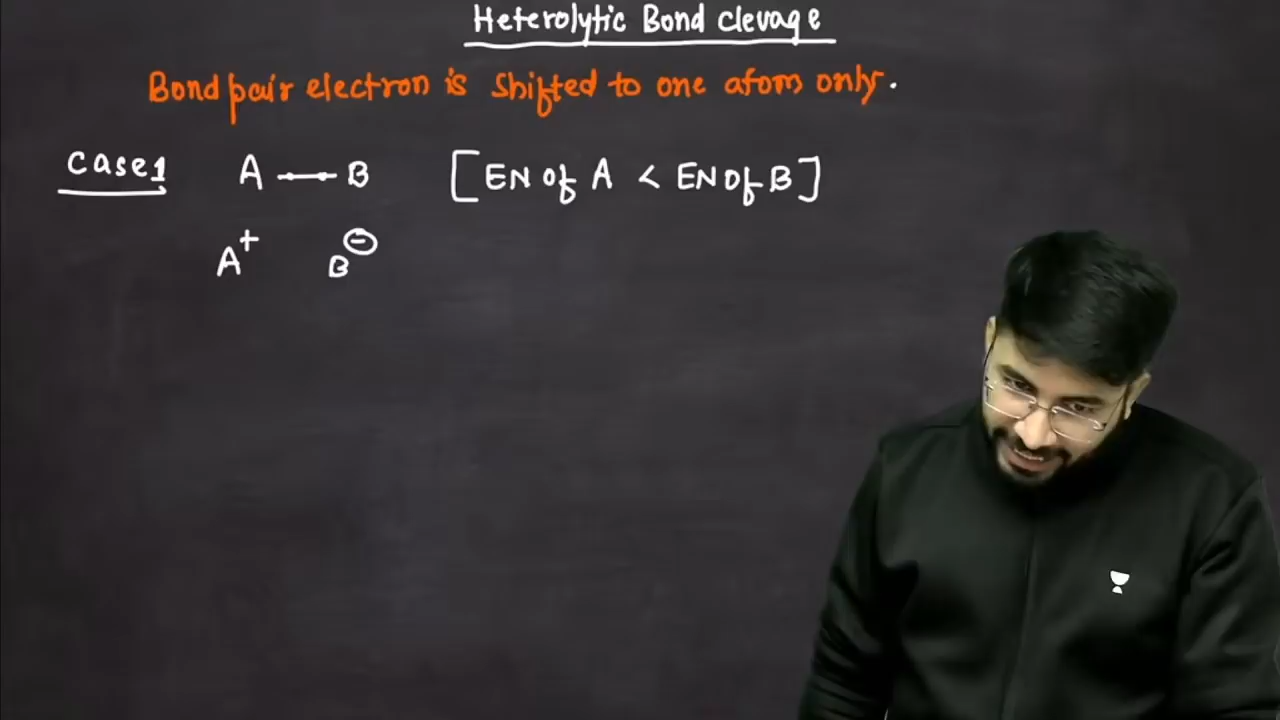 Heterolytic Bond clevage
Bond pair electron is shifted to one atom only.
Case1 A — B [EN of A < EN of B]
A⁺ B⊖